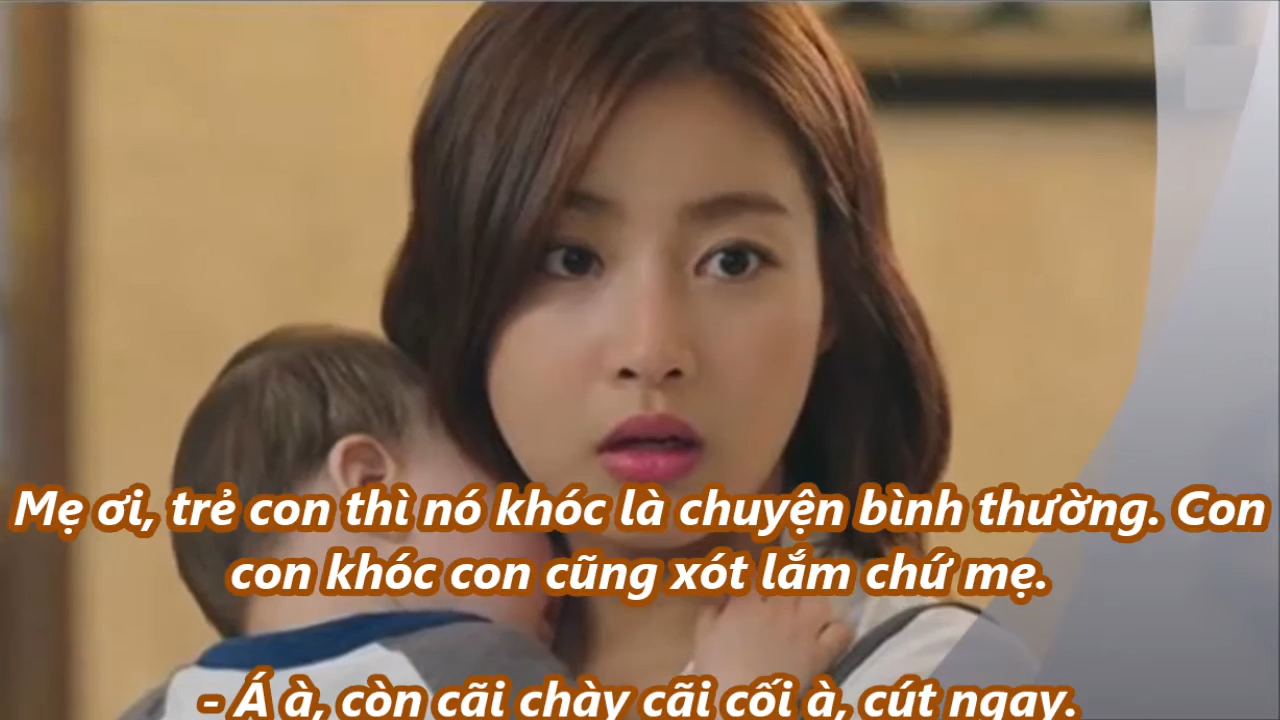 Mẹ ơi, trẻ con thì nó khóc là chuyện bình thường. Con
con khóc con cũng xót lắm chứ mẹ.
- Á à, còn cãi chày cãi cối à, cút ngay.